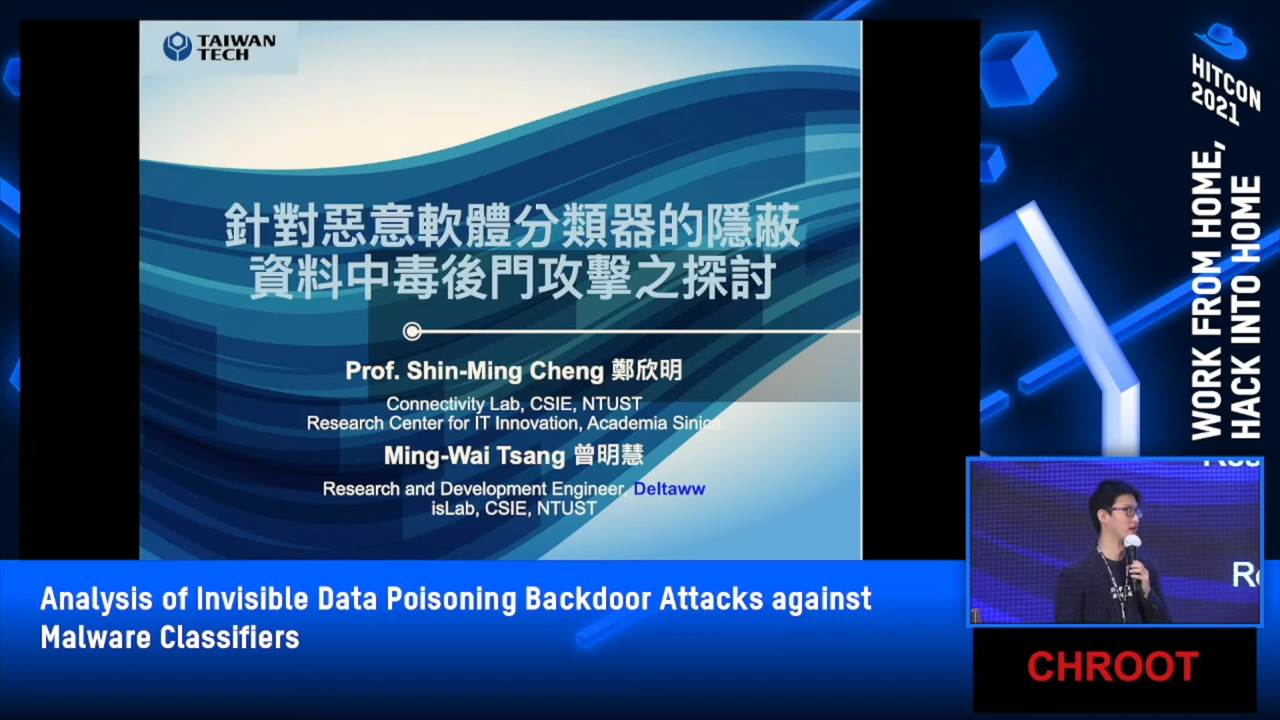 TAIWAN
TECH
針對惡意軟體分類器的隱蔽
資料中毒後門攻擊之探討
Prof. Shin-Ming Cheng 鄭欣明
Connectivity Lab, CSIE, NTUST
Research Center for IT Innovation, Academia Sinica
Ming-Wai Tsang 曾明慧
Research and Development Engineer, Deltaww
isLab, CSIE, NTUST
Analysis of Invisible Data Poisoning Backdoor Attacks against
Malware Classifiers
HITCON
2021
WORK FROM HOME,
HACK INTO HOME
CHROOT